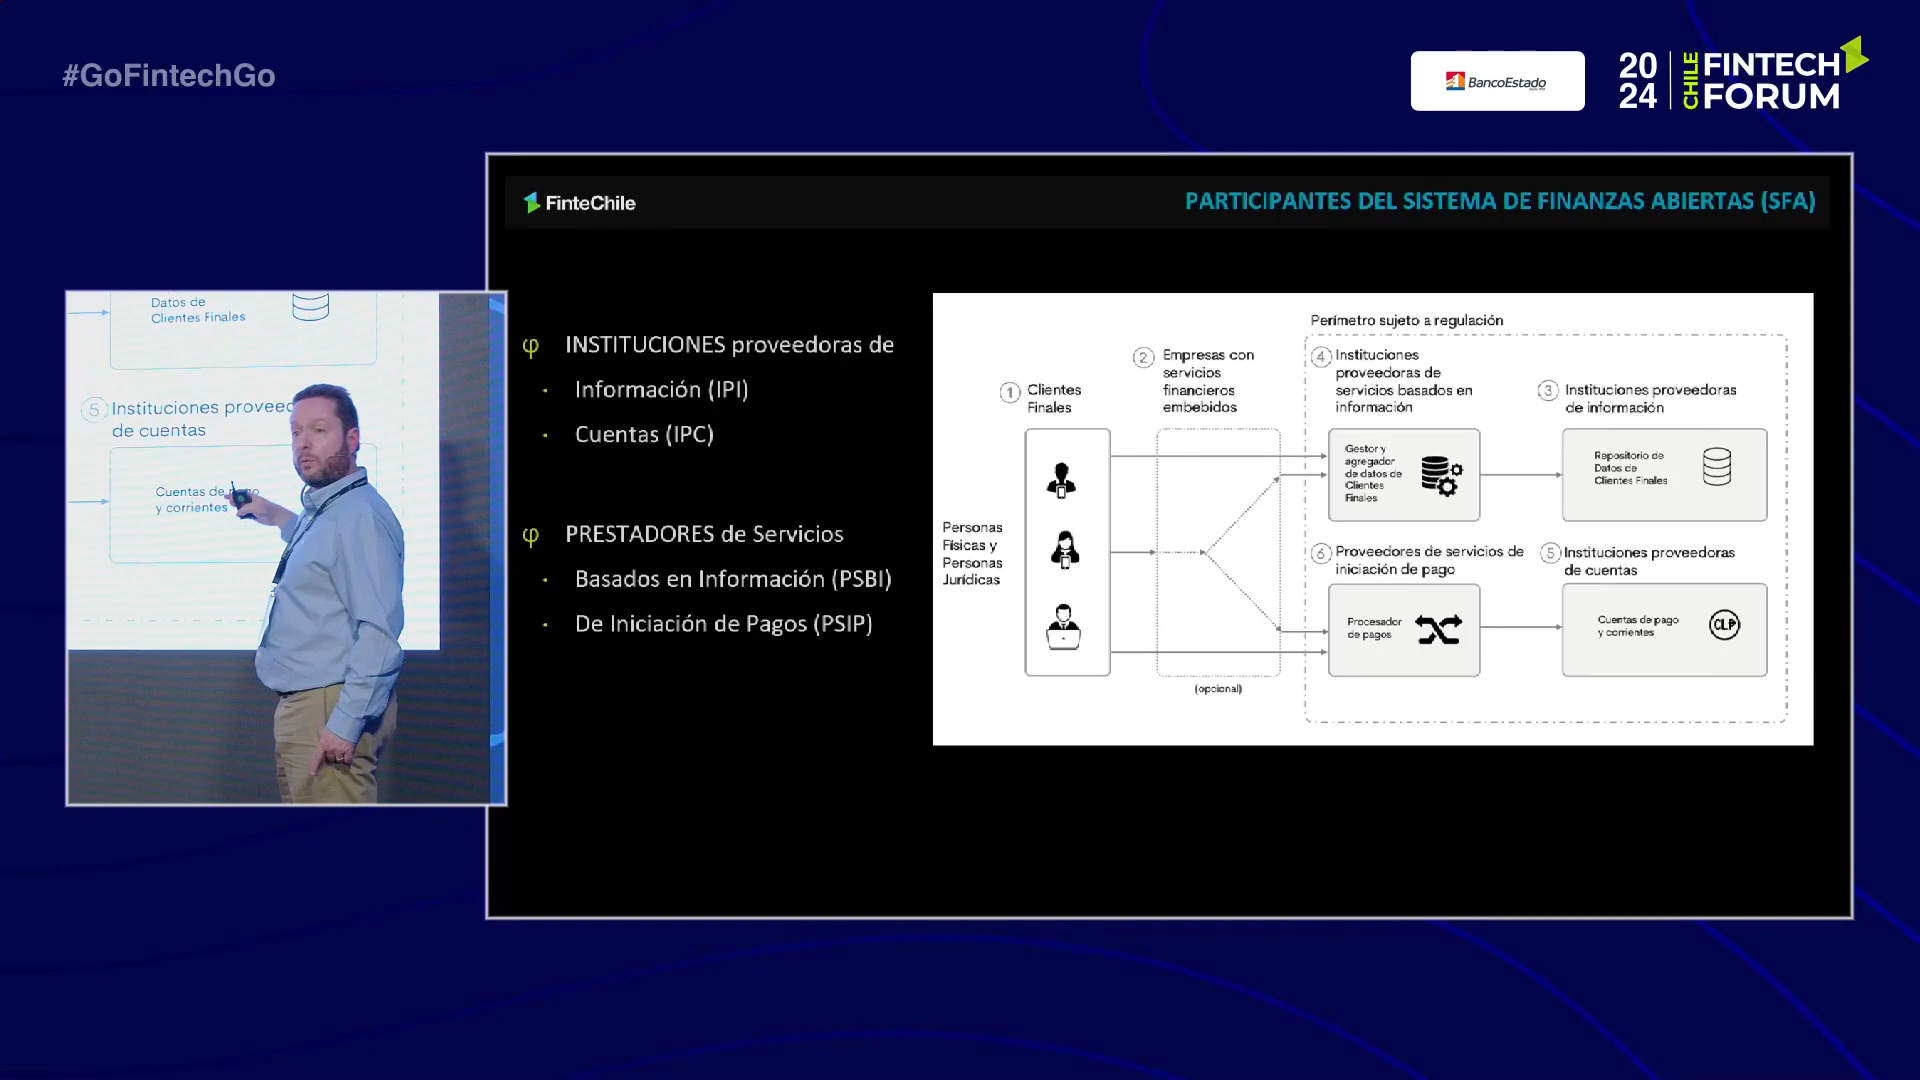 #GoFintechGo
BancoEstado
20
24
CHILE
FINTECH
FORUM
FinteChile
PARTICIPANTES DEL SISTEMA DE FINANZAS ABIERTAS (SFA)
Datos de
Clientes Finales
5 Instituciones provee
de cuentas
Cuentas de
y corrientes
φ INSTITUCIONES proveedoras de
· Información (IPI)
· Cuentas (IPC)
φ PRESTADORES de Servicios
· Basados en Información (PSBI)
· De Iniciación de Pagos (PSIP)
Perímetro sujeto a regulación
1 Clientes
Finales
2 Empresas con
servicios
financieros
embebidos
4 Instituciones
proveedoras de
servicios basados en
información
3 Instituciones proveedoras
de información
Personas
Físicas y
Personas
Jurídicas
Gestor y
agregador
de datos de
Clientes
Finales
Repositorio de
Datos de
Clientes Finales
6 Proveedores de servicios de
iniciación de pago
5 Instituciones proveedoras
de cuentas
Procesador
de pagos
Cuentas de pago
y corrientes
CLP
(opcional)